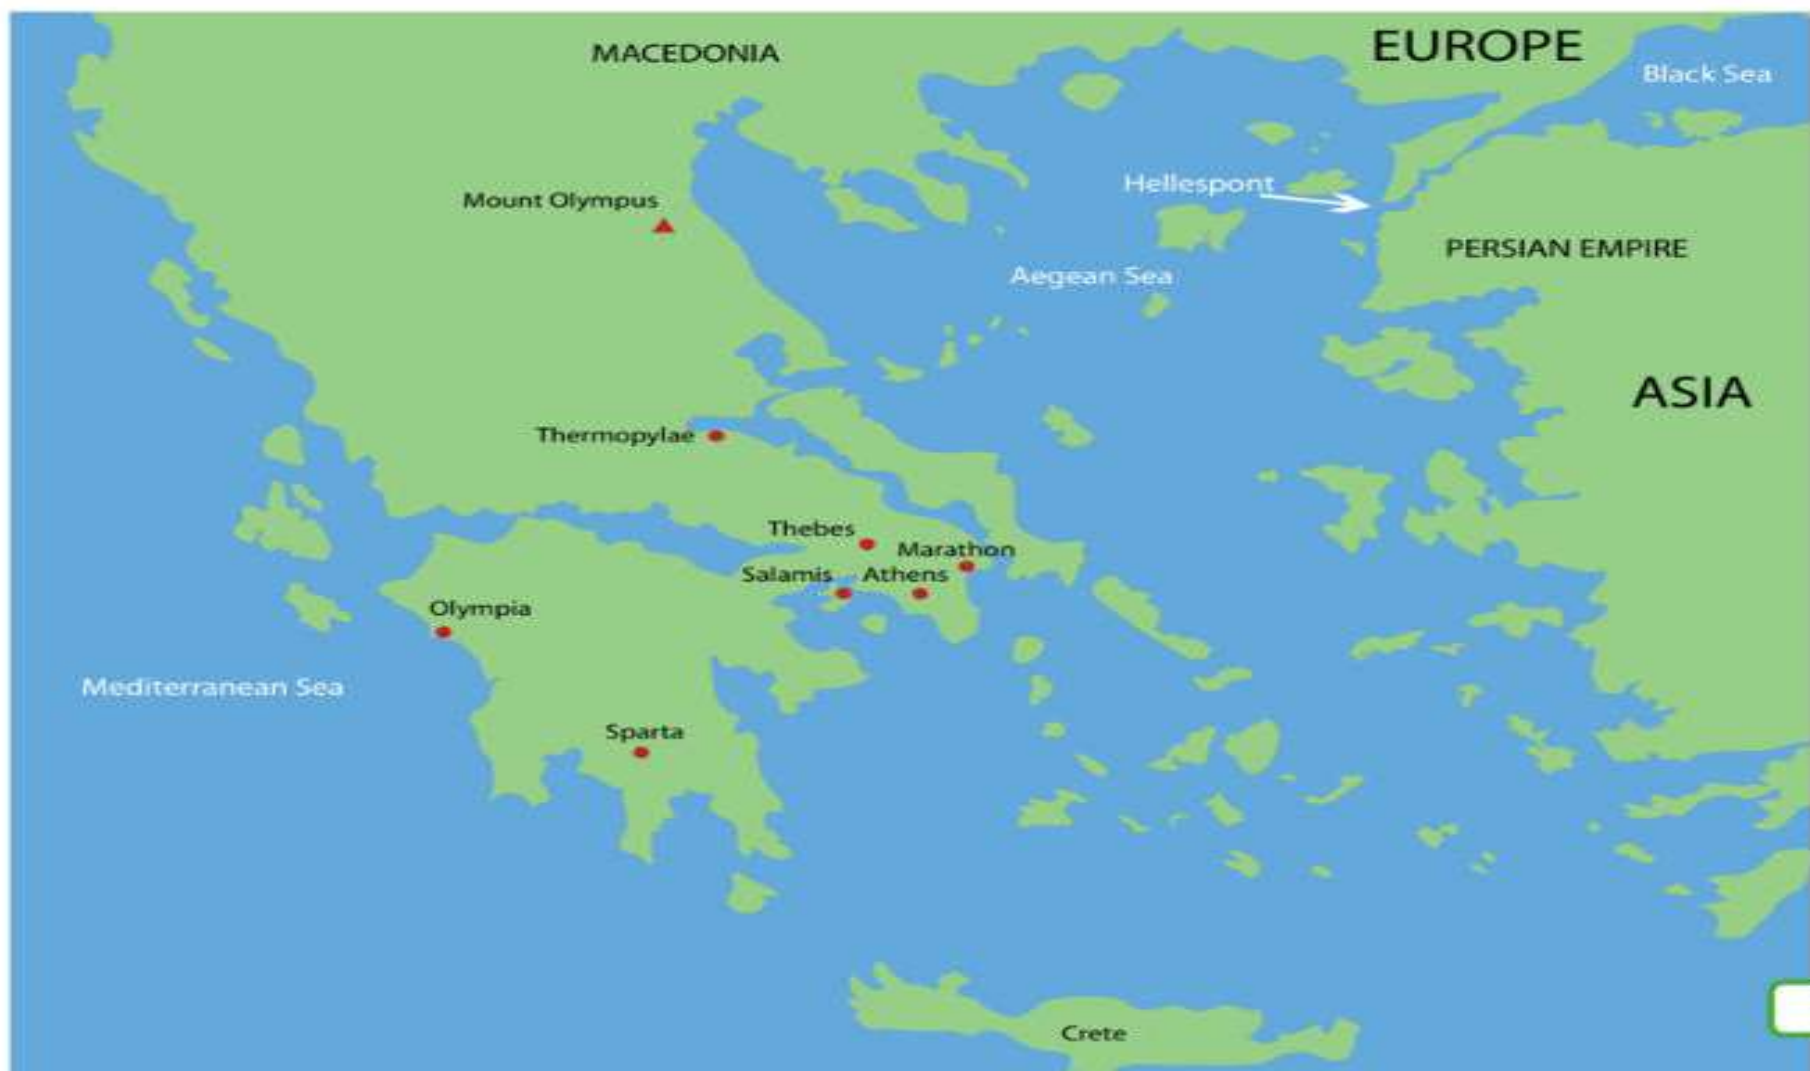 EUROPE
MACEDONIA
Black Sea
Hellespont
Mount Olympus
PERSIAN EMPIRE
Aegean Sea
ASIA
Thermopylae
Thebes
Marathon
Salamis
Athens
Olympia
Mediterranean Sea
Sparta
Crete